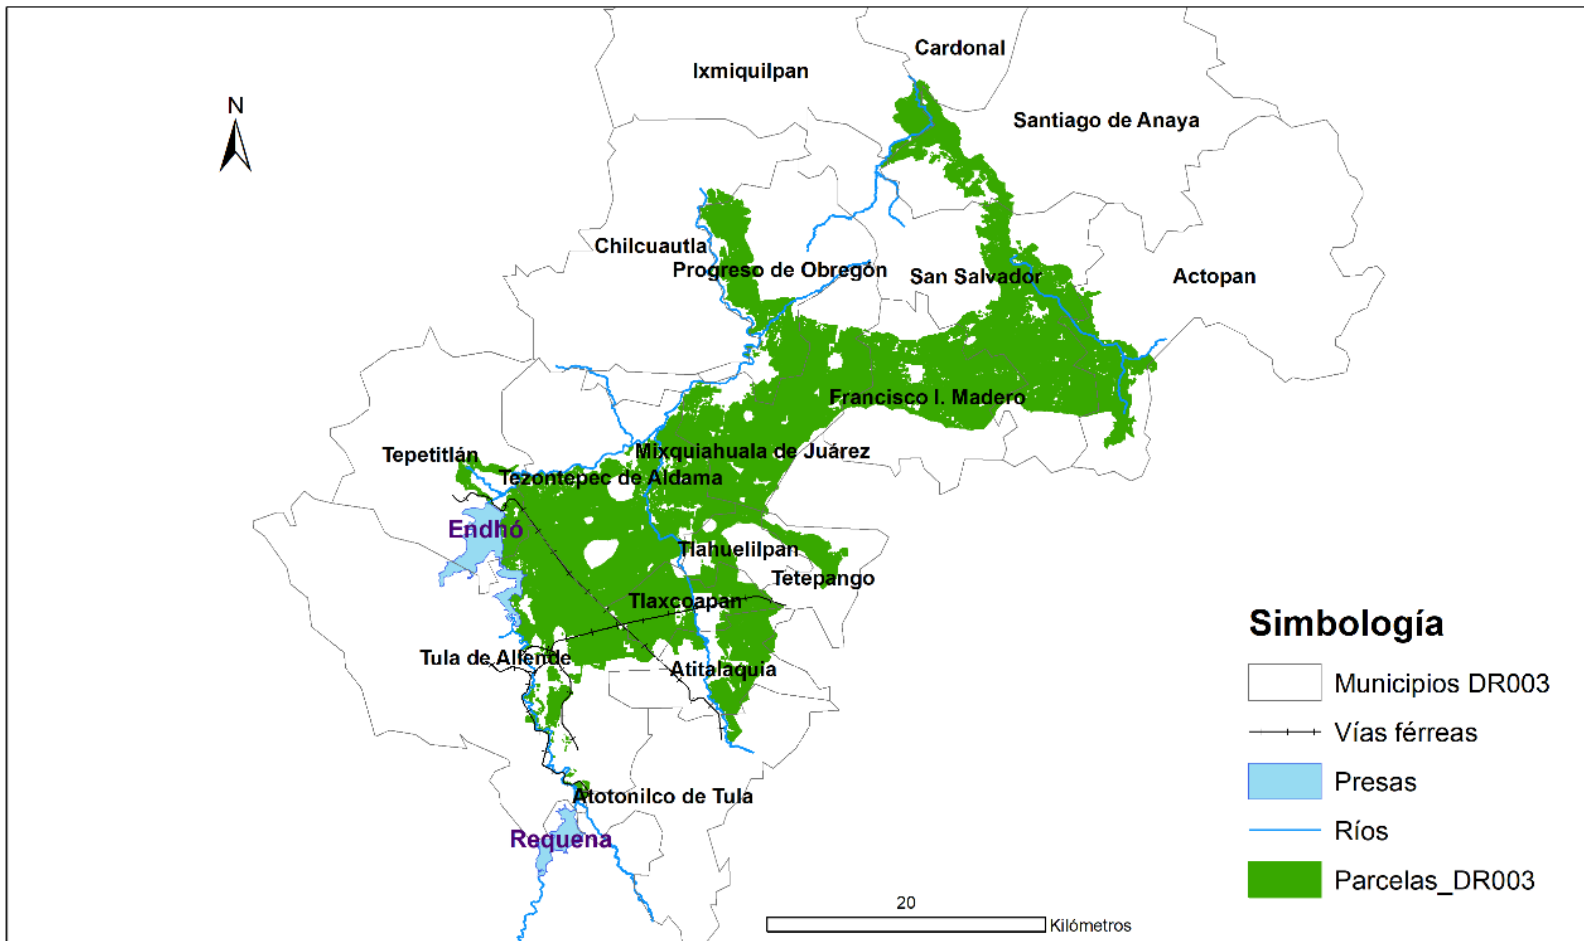 Cardonal
Ixmiquilpan
N
Santiago de Anaya
Chilcuautla
Progreso de Obregón
San Salvador
Actopan
Francisco I. Madero
Tepetitlán
Mixquiahuala de Juárez
Tezontepec de Aldama
Endhó
Tlahuelilpan
Tetepango
Tlaxcoapan
Tula de Allende
Atitalaquia
Atotonilco de Tula
Requena
Simbología
Municipios DR003
Vías férreas
Presas
Ríos
Parcelas_DR003
20
Kilómetros